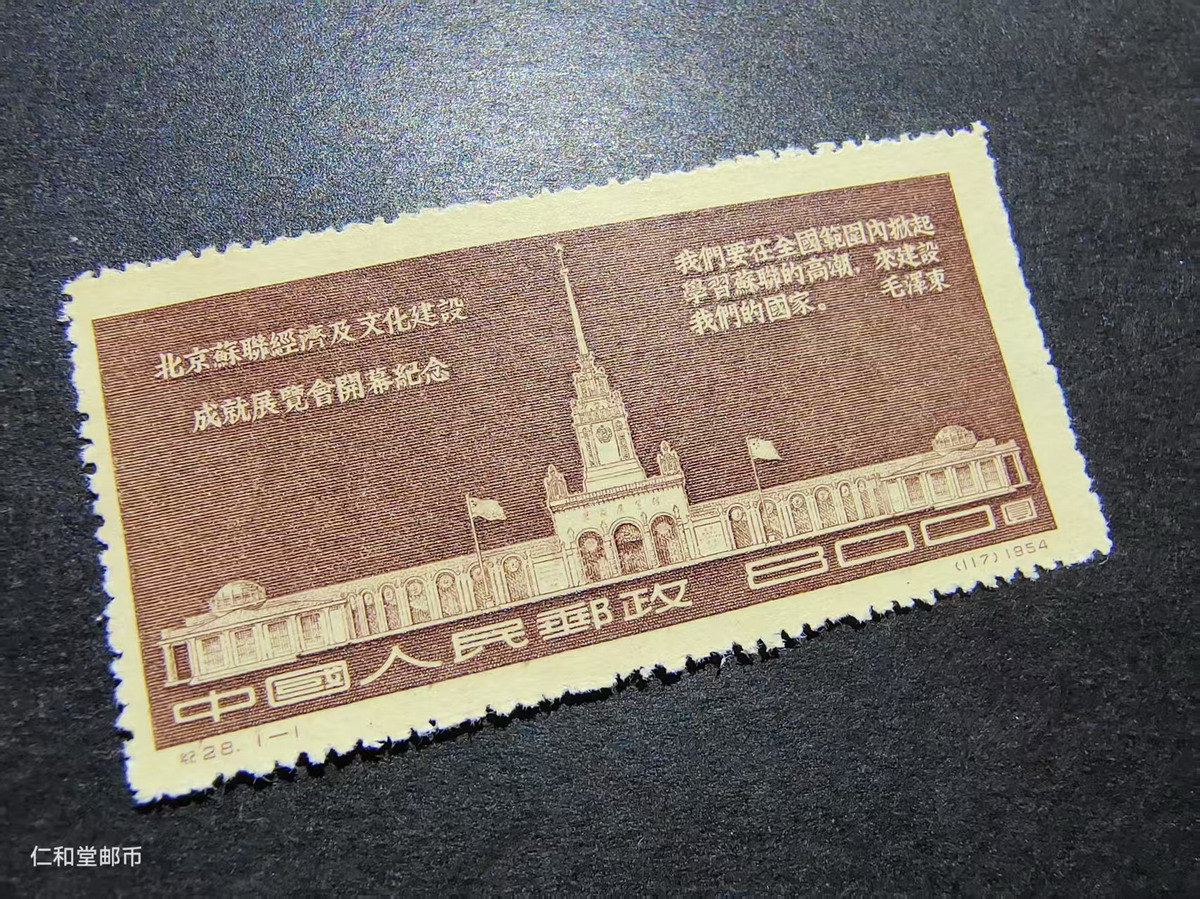 北京蘇聯經濟及文化建設
成就展覽會開幕紀念
我們要在全國範圍內掀起
學習蘇聯的高潮，來建設
我們的國家。 毛澤東
中國人民郵政 800圓
紀28. 1—1 (117) 1954
仁和堂邮币